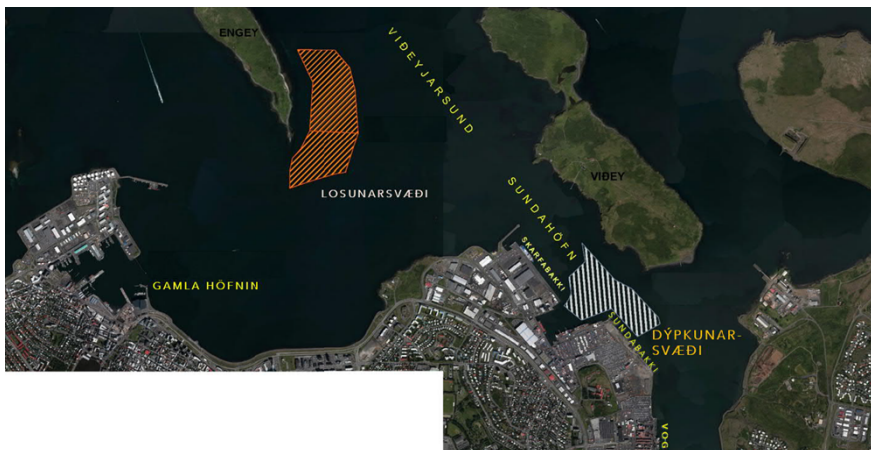 ENGEY
VIÐEYJARSUND
LOSUNARSVÆÐI
VIÐEY
SUNDAHÖFN
SKARFABAKKI
GAMLA HÖFNIN
SUNDABAKKI
DÝPKUNAR-
SVÆÐI
VOG